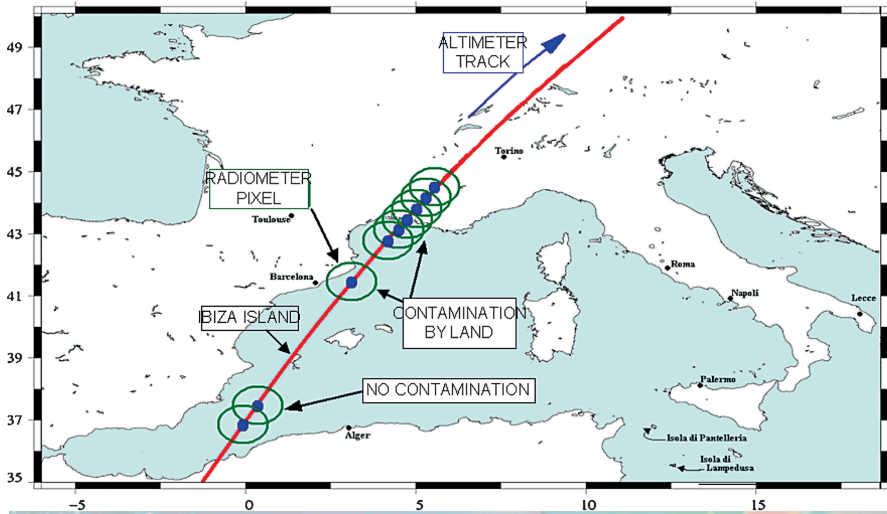 49
47
45
43
41
39
37
35
-5
0
5
10
15
ALTIMETER
TRACK
Torino
RADIOMETER
PIXEL
Toulouse
Barcelona
Roma
Napoli
Lecce
IBIZA ISLAND
CONTAMINATION
BY LAND
NO CONTAMINATION
Palermo
Alger
Isola di Pantelleria
Isola di
Lampedusa